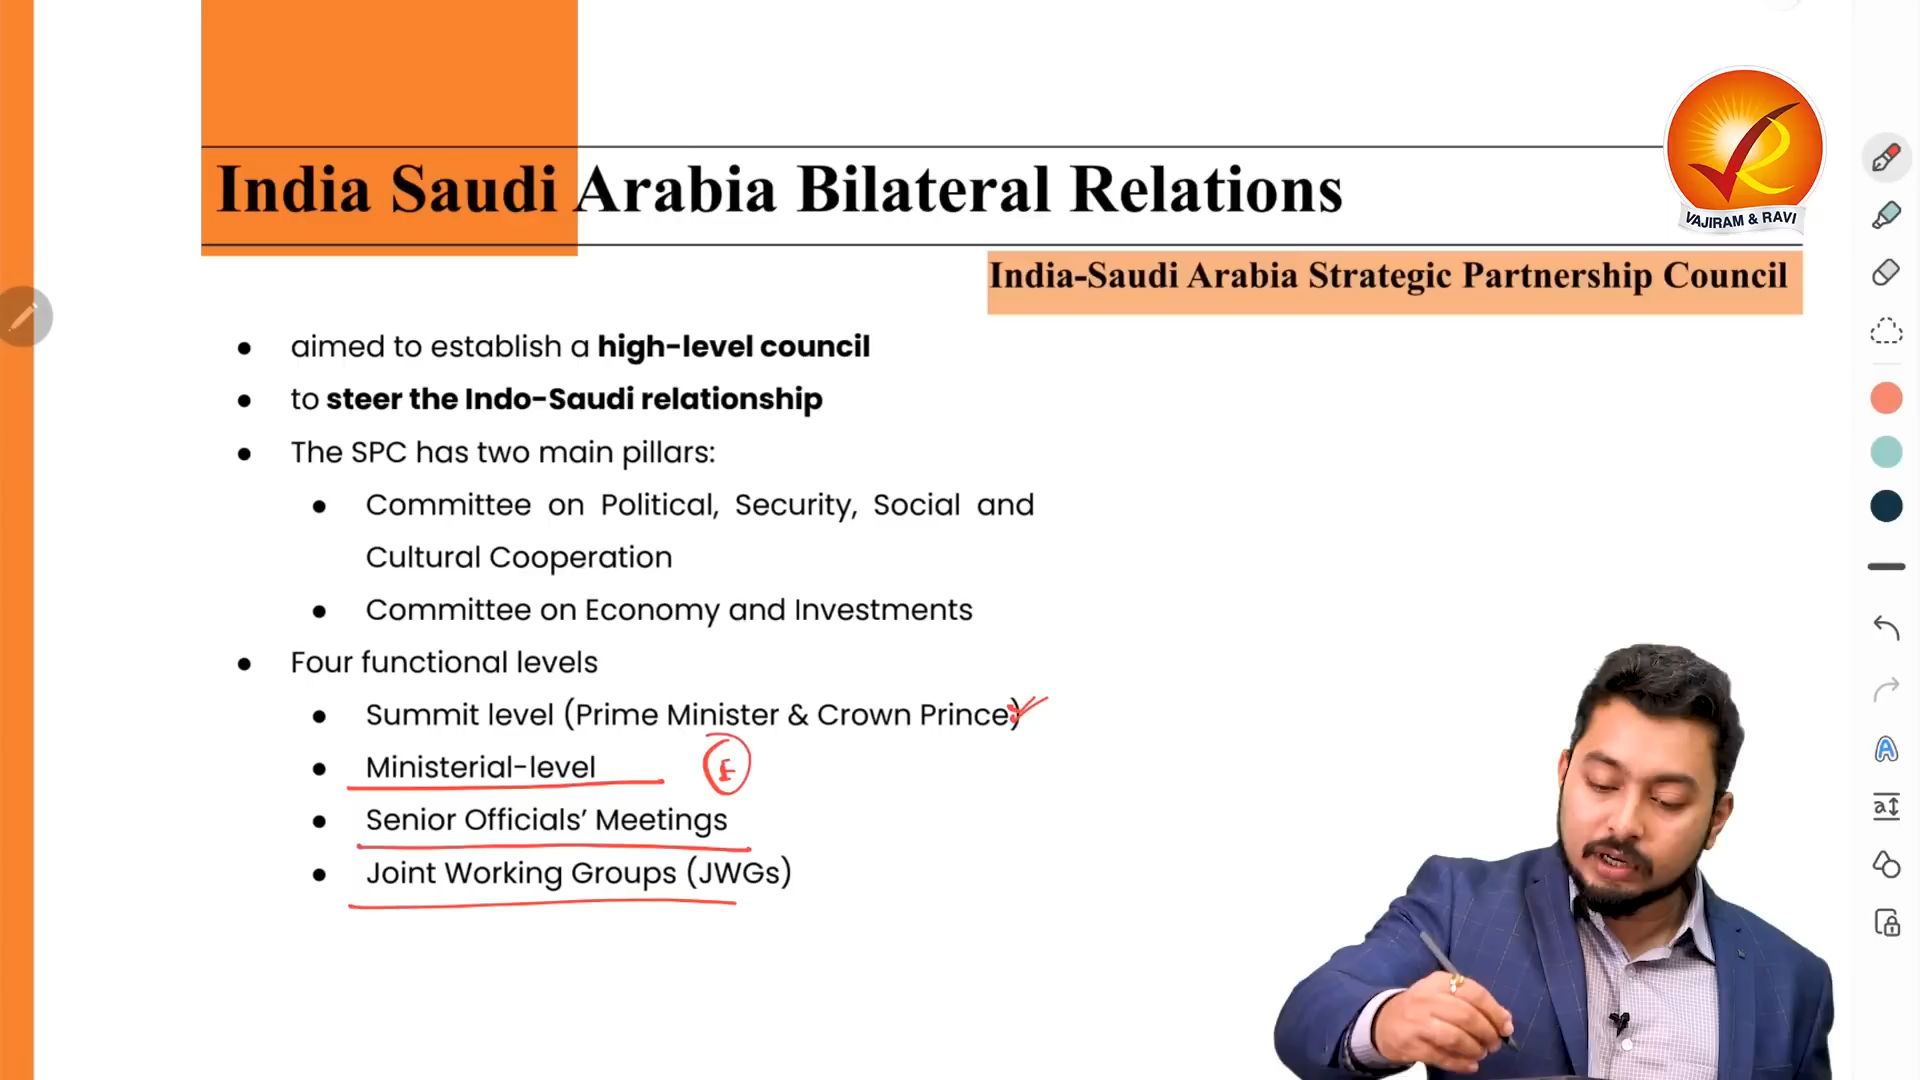 India Saudi Arabia Bilateral Relations
VAJIRAM & RAVI
India-Saudi Arabia Strategic Partnership Council
● aimed to establish a high-level council
● to steer the Indo-Saudi relationship
● The SPC has two main pillars:
● Committee on Political, Security, Social and
Cultural Cooperation
● Committee on Economy and Investments
● Four functional levels
● Summit level (Prime Minister & Crown Prince)
● Ministerial-level
● Senior Officials’ Meetings
● Joint Working Groups (JWGs)